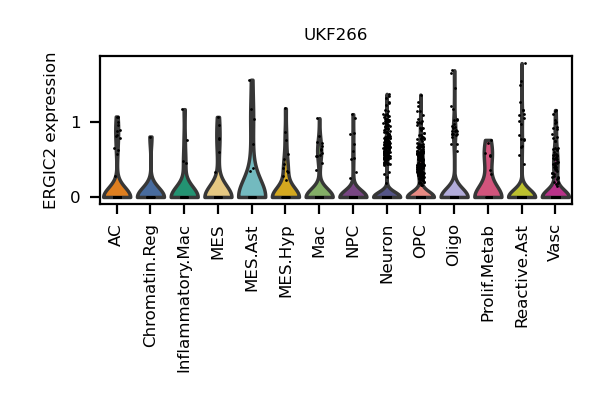 UKF266
ERGIC2 expression
1
0
AC
Chromatin.Reg
Inflammatory.Mac
MES
MES.Ast
MES.Hyp
Mac
NPC
Neuron
OPC
Oligo
Prolif.Metab
Reactive.Ast
Vasc